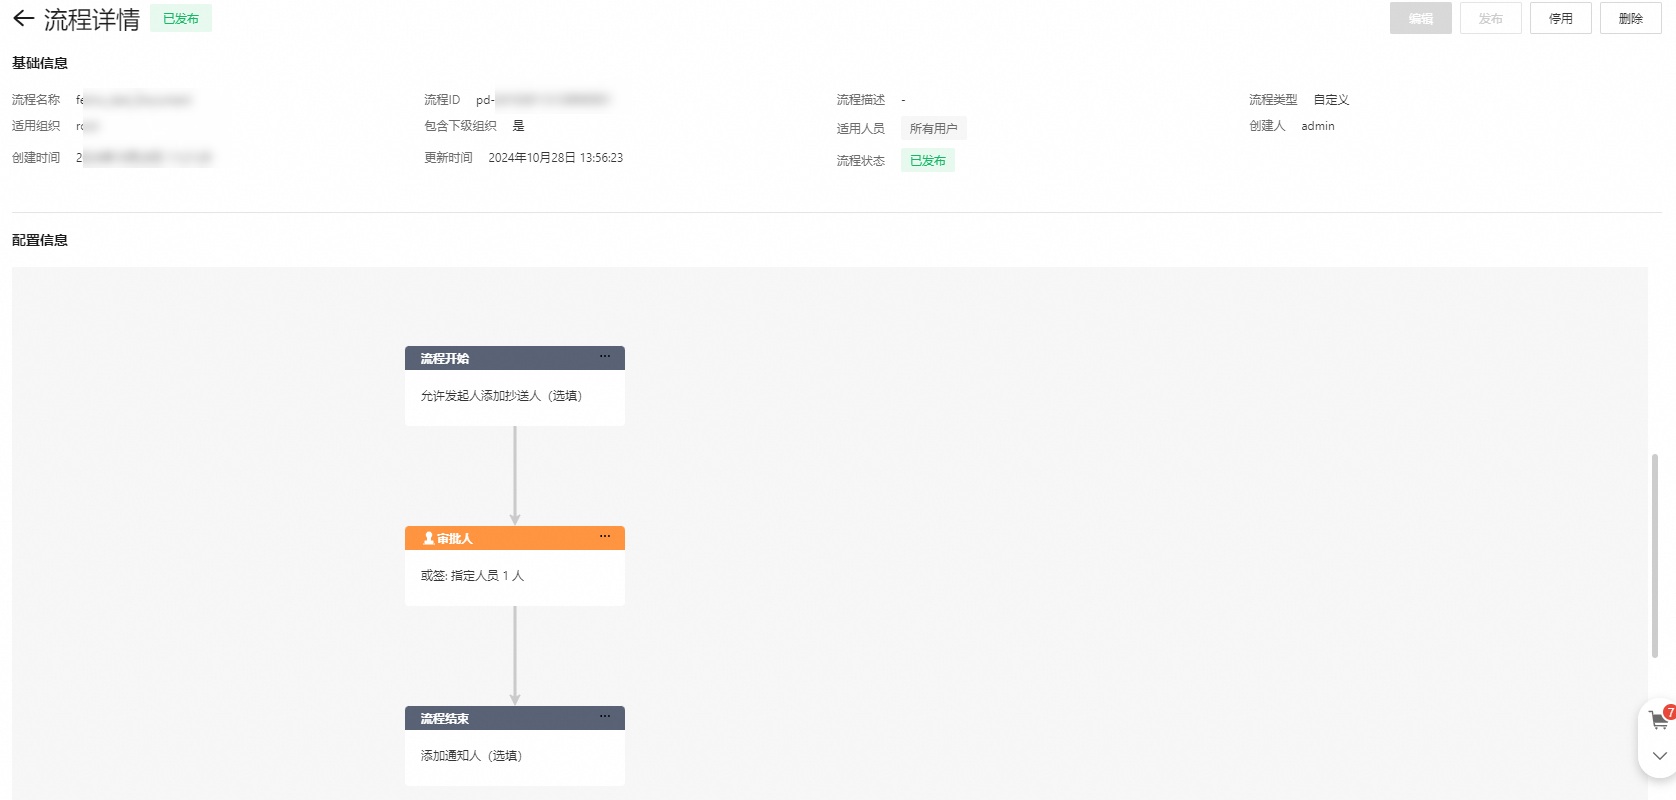 流程详情 已发布 编辑 发布 停用 删除
基础信息
流程名称 流程ID pd- 流程描述 - 流程类型 自定义
适用组织 包含下级组织 是 适用人员 所有用户 创建人 admin
创建时间 更新时间 2024年10月28日 13:56:23 流程状态 已发布
配置信息
流程开始 ···
允许发起人添加抄送人（选填）
审批人 ···
或签: 指定人员 1 人
流程结束 ···
添加通知人（选填）
7